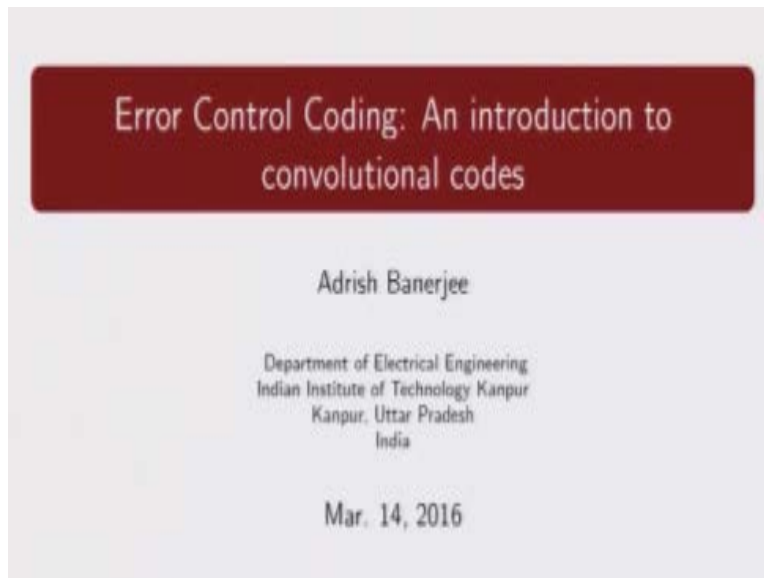 Error Control Coding: An introduction to
convolutional codes
Adrish Banerjee
Department of Electrical Engineering
Indian Institute of Technology Kanpur
Kanpur, Uttar Pradesh
India
Mar. 14, 2016